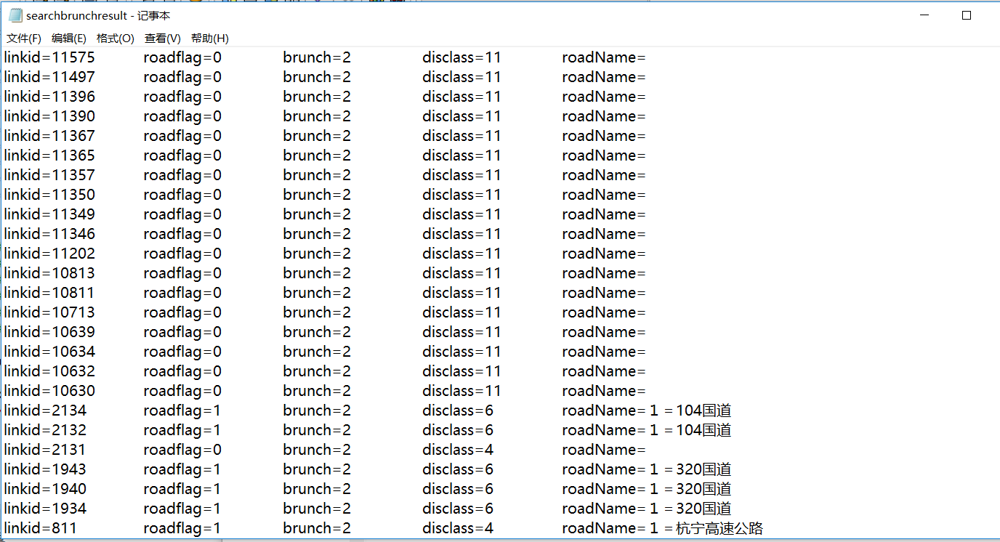 searchbrunchresult - 记事本
文件(F) 编辑(E) 格式(O) 查看(V) 帮助(H)
linkid=11575 roadflag=0 brunch=2 disclass=11 roadName=
linkid=11497 roadflag=0 brunch=2 disclass=11 roadName=
linkid=11396 roadflag=0 brunch=2 disclass=11 roadName=
linkid=11390 roadflag=0 brunch=2 disclass=11 roadName=
linkid=11367 roadflag=0 brunch=2 disclass=11 roadName=
linkid=11365 roadflag=0 brunch=2 disclass=11 roadName=
linkid=11357 roadflag=0 brunch=2 disclass=11 roadName=
linkid=11350 roadflag=0 brunch=2 disclass=11 roadName=
linkid=11349 roadflag=0 brunch=2 disclass=11 roadName=
linkid=11346 roadflag=0 brunch=2 disclass=11 roadName=
linkid=11202 roadflag=0 brunch=2 disclass=11 roadName=
linkid=10813 roadflag=0 brunch=2 disclass=11 roadName=
linkid=10811 roadflag=0 brunch=2 disclass=11 roadName=
linkid=10713 roadflag=0 brunch=2 disclass=11 roadName=
linkid=10639 roadflag=0 brunch=2 disclass=11 roadName=
linkid=10634 roadflag=0 brunch=2 disclass=11 roadName=
linkid=10632 roadflag=0 brunch=2 disclass=11 roadName=
linkid=10630 roadflag=0 brunch=2 disclass=11 roadName=
linkid=2134 roadflag=1 brunch=2 disclass=6 roadName=１＝104国道
linkid=2132 roadflag=1 brunch=2 disclass=6 roadName=１＝104国道
linkid=2131 roadflag=0 brunch=2 disclass=4 roadName=
linkid=1943 roadflag=1 brunch=2 disclass=6 roadName=１＝320国道
linkid=1940 roadflag=1 brunch=2 disclass=6 roadName=１＝320国道
linkid=1934 roadflag=1 brunch=2 disclass=6 roadName=１＝320国道
linkid=811 roadflag=1 brunch=2 disclass=4 roadName=１＝杭宁高速公路